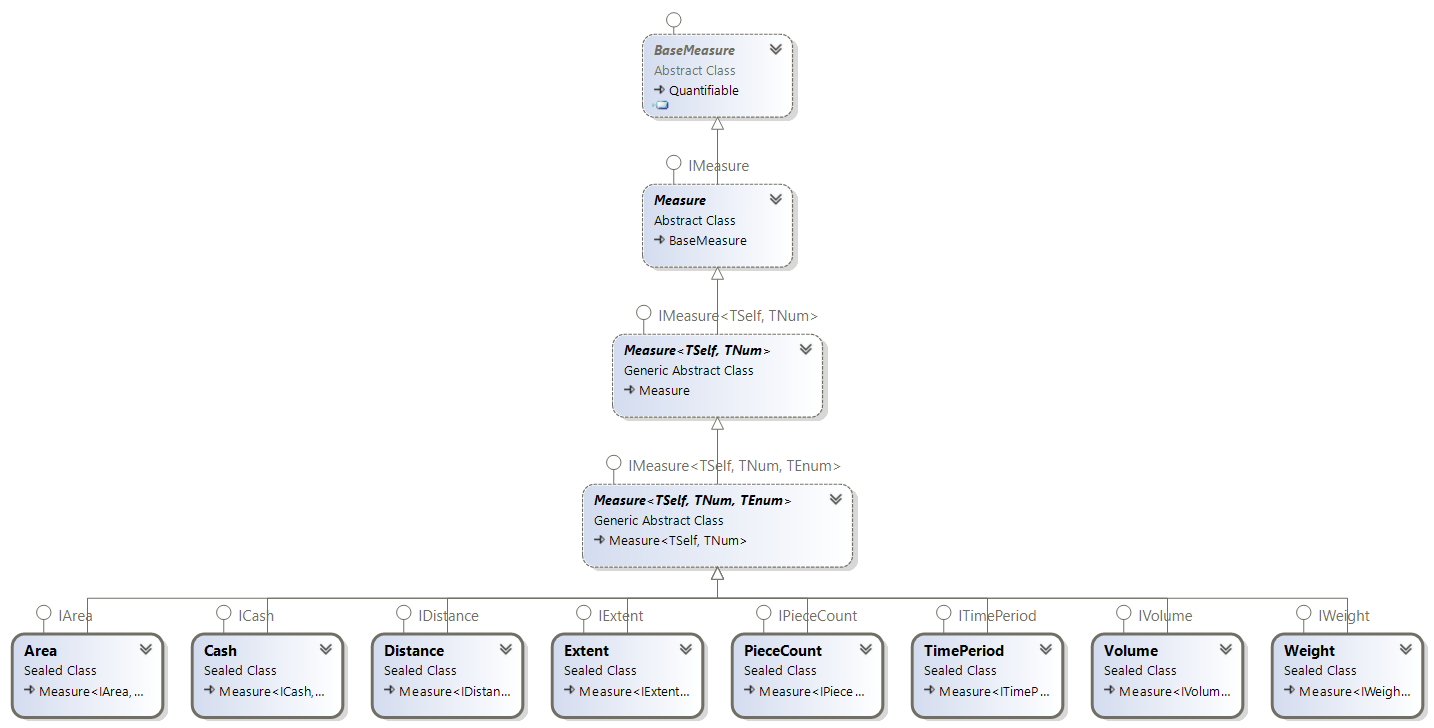 BaseMeasure
Abstract Class
Quantifiable
IMeasure
Measure
Abstract Class
BaseMeasure
IMeasure<TSelf, TNum>
Measure<TSelf, TNum>
Generic Abstract Class
Measure
IMeasure<TSelf, TNum, TEnum>
Measure<TSelf, TNum, TEnum>
Generic Abstract Class
Measure<TSelf, TNum>
IArea
Area
Sealed Class
Measure<IArea,...
ICash
Cash
Sealed Class
Measure<ICash,...
IDistance
Distance
Sealed Class
Measure<IDistan...
IExtent
Extent
Sealed Class
Measure<IExtent...
IPieceCount
PieceCount
Sealed Class
Measure<IPiece...
ITimePeriod
TimePeriod
Sealed Class
Measure<ITimeP...
IVolume
Volume
Sealed Class
Measure<IVolum...
IWeight
Weight
Sealed Class
Measure<IWeigh...